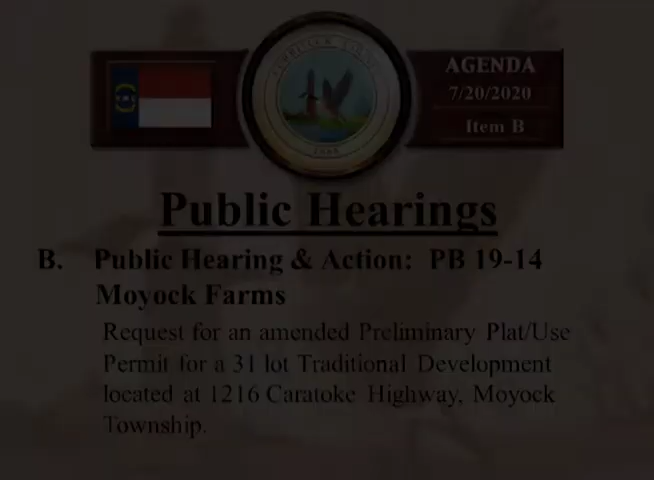 AGENDA
7/20/2020
Item B
Public Hearings
B. Public Hearing & Action: PB 19-14
Moyock Farms
Request for an amended Preliminary Plat/Use
Permit for a 31 lot Traditional Development
located at 1216 Caratoke Highway, Moyock
Township.